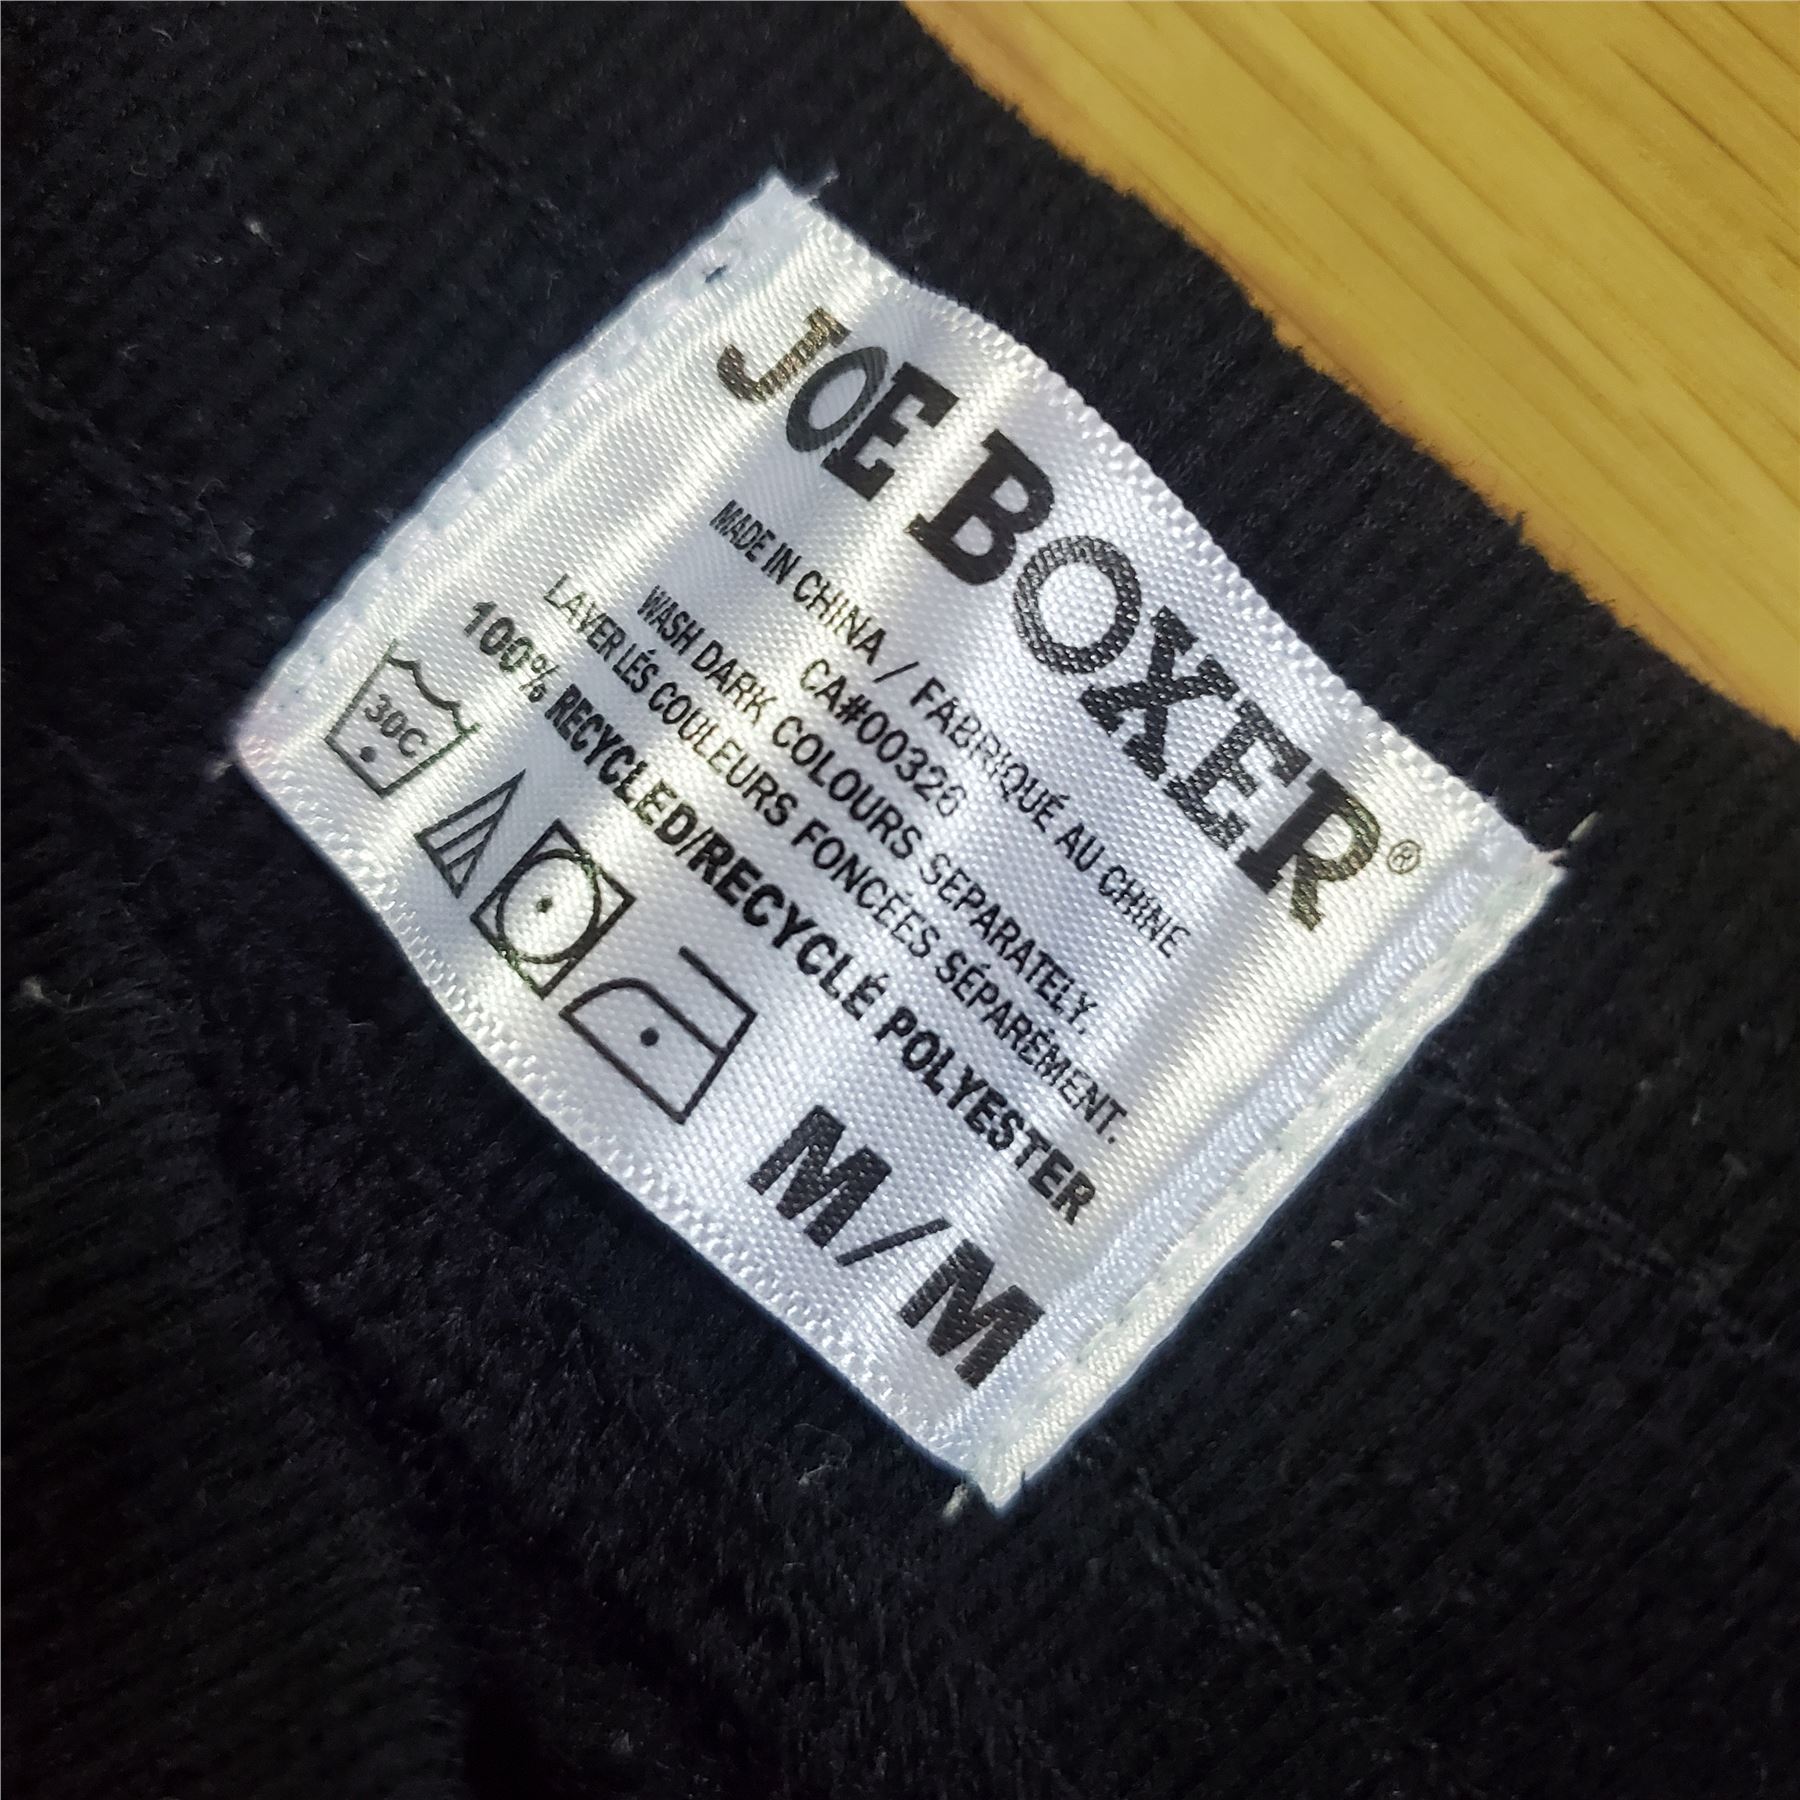 JOE BOXER®
MADE IN CHINA / FABRIQUÉ AU CHINE
CA#00326
WASH DARK COLOURS SEPARATELY.
LAVER LÉS COULEURS FONCÉES SÉPARÉMENT.
100% RECYCLED/RECYCLÉ POLYESTER
30C
M/M